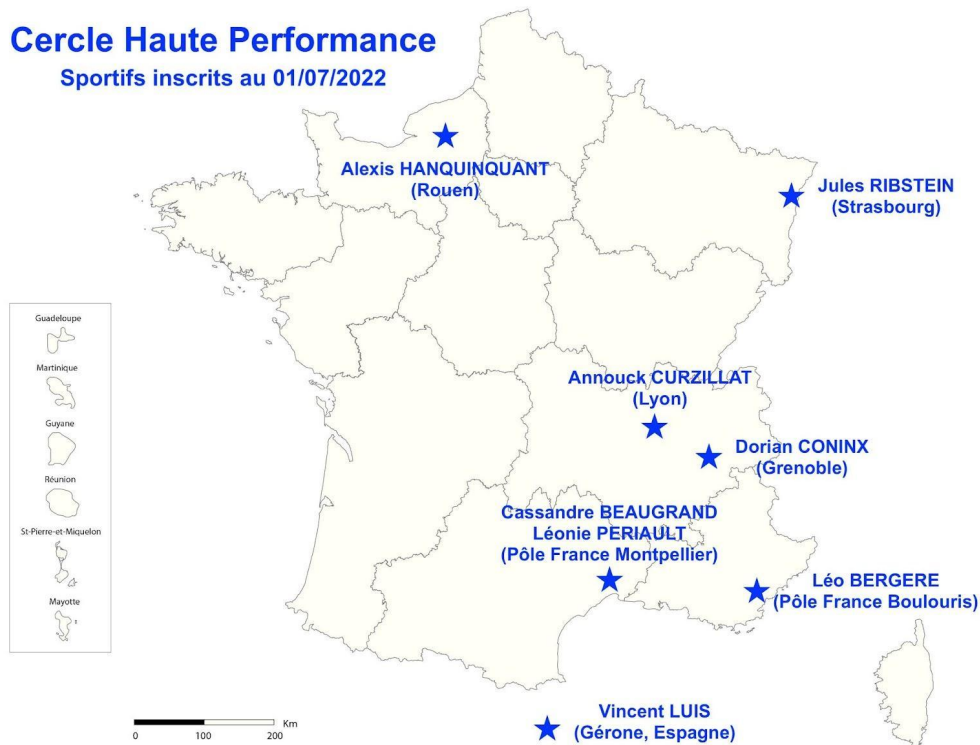 Cercle Haute Performance
Sportifs inscrits au 01/07/2022
Alexis HANQUINQUANT
(Rouen)
Jules RIBSTEIN
(Strasbourg)
Guadeloupe
Martinique
Guyane
Réunion
St-Pierre-et-Miquelon
Mayotte
Annouck CURZILLAT
(Lyon)
Dorian CONINX
(Grenoble)
Cassandre BEAUGRAND
Léonie PERIAULT
(Pôle France Montpellier)
Léo BERGERE
(Pôle France Boulouris)
Vincent LUIS
(Gérone, Espagne)
Km
0 100 200